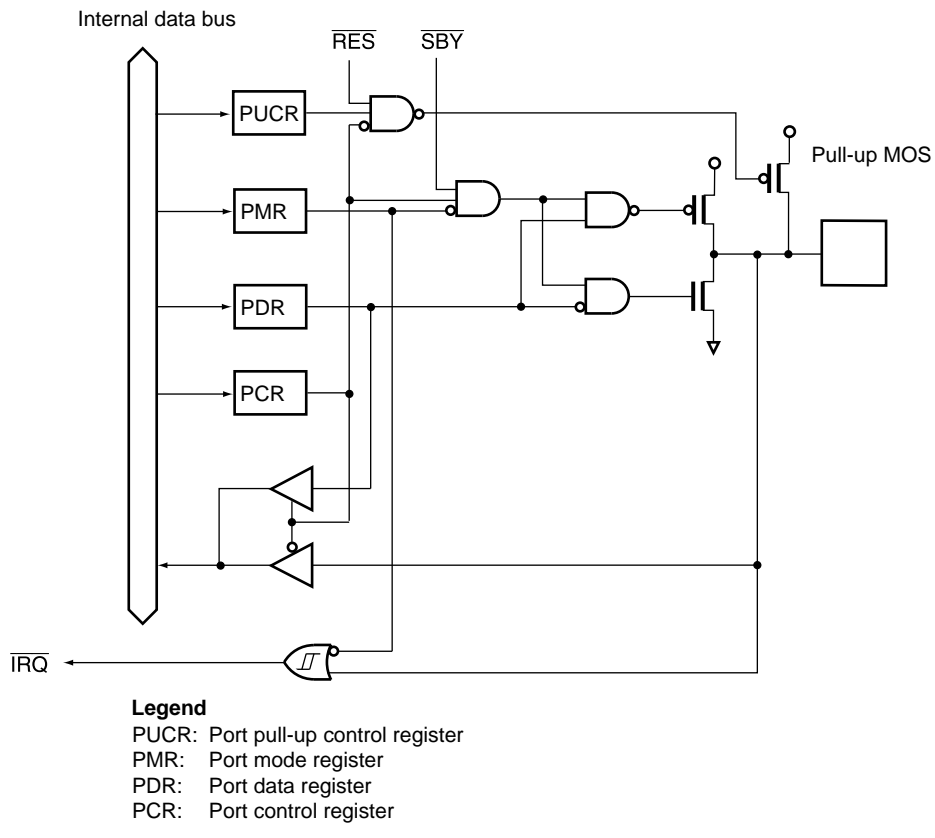 Internal data bus
RES
SBY
PUCR
Pull-up MOS
PMR
PDR
PCR
IRQ
Legend
PUCR: Port pull-up control register
PMR: Port mode register
PDR: Port data register
PCR: Port control register